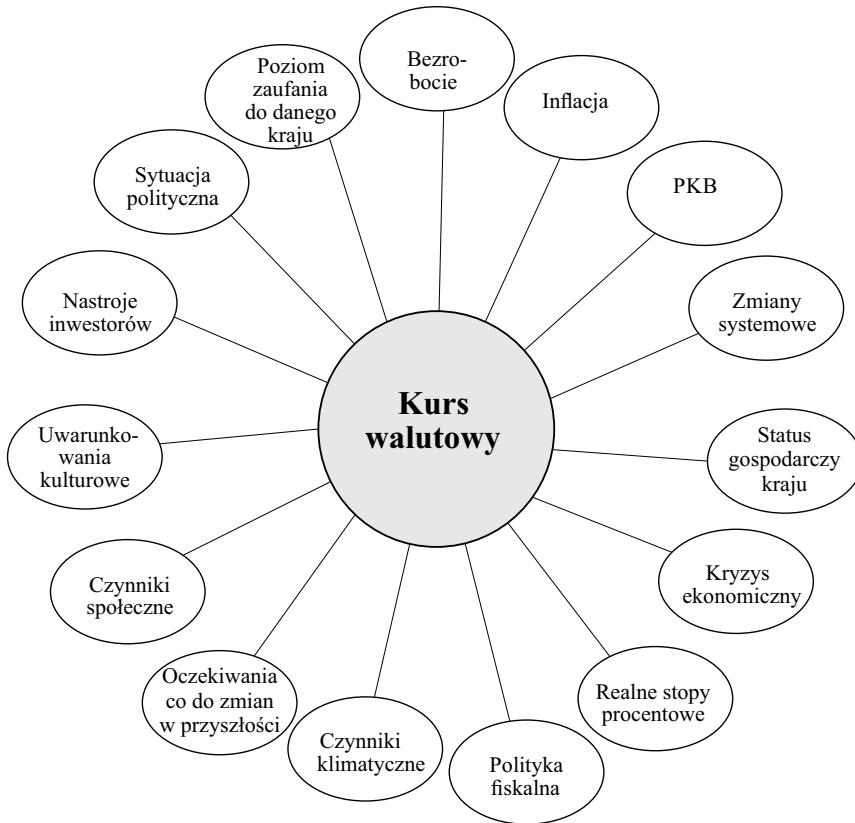 Bezro-
bocie
Inflacja
PKB
Zmiany
systemowe
Status
gospodarczy
kraju
Kryzys
ekonomiczny
Realne stopy
procentowe
Polityka
fiskalna
Czynniki
klimatyczne
Oczekiwania
co do zmian
w przyszłości
Czynniki
społeczne
Uwarunko-
wania
kulturowe
Nastroje
inwestorów
Sytuacja
polityczna
Poziom
zaufania
do danego
kraju
Kurs
walutowy